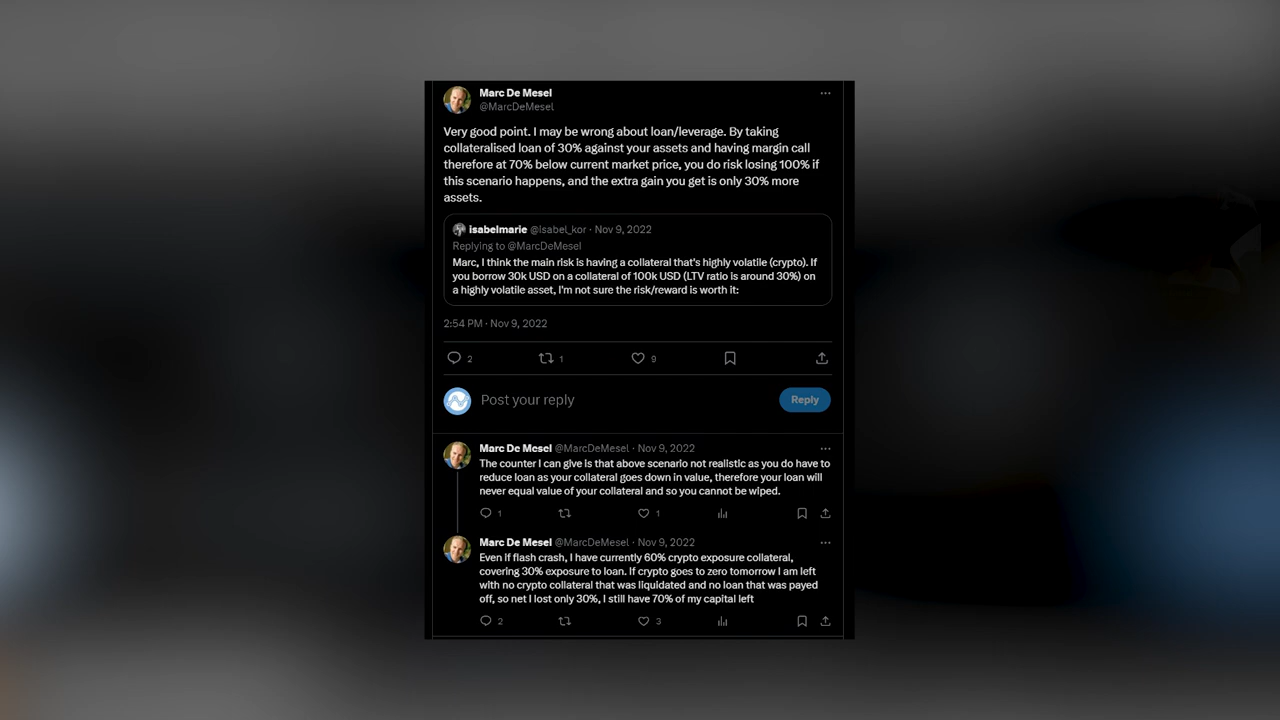 Marc De Mesel
@MarcDeMesel
Very good point. I may be wrong about loan/leverage. By taking
collateralised loan of 30% against your assets and having margin call
therefore at 70% below current market price, you do risk losing 100% if
this scenario happens, and the extra gain you get is only 30% more
assets.
isabelmarie @isabel_kor · Nov 9, 2022
Replying to @MarcDeMesel
Marc, I think the main risk is having a collateral that's highly volatile (crypto). If
you borrow 30k USD on a collateral of 100k USD (LTV ratio is around 30%) on
a highly volatile asset, I'm not sure the risk/reward is worth it:
2:54 PM · Nov 9, 2022
2 1 9
Post your reply Reply
Marc De Mesel @MarcDeMesel · Nov 9, 2022
The counter I can give is that above scenario not realistic as you do have to
reduce loan as your collateral goes down in value, therefore your loan will
never equal value of your collateral and so you cannot be wiped.
1 1
Marc De Mesel @MarcDeMesel · Nov 9, 2022
Even if flash crash, I have currently 60% crypto exposure collateral,
covering 30% exposure to loan. If crypto goes to zero tomorrow I am left
with no crypto collateral that was liquidated and no loan that was payed
off, so net I lost only 30%, I still have 70% of my capital left
2 3